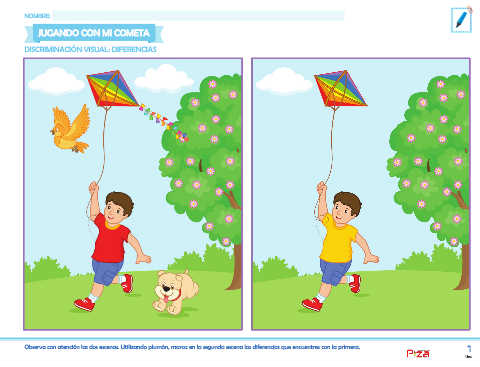 NOMBRE:
JUGANDO CON MI COMETA
DISCRIMINACIÓN VISUAL: DIFERENCIAS
Observa con atención las dos escenas. Utilizando plumón, marca en la segunda escena las diferencias que encuentres con la primera.
1
Uno